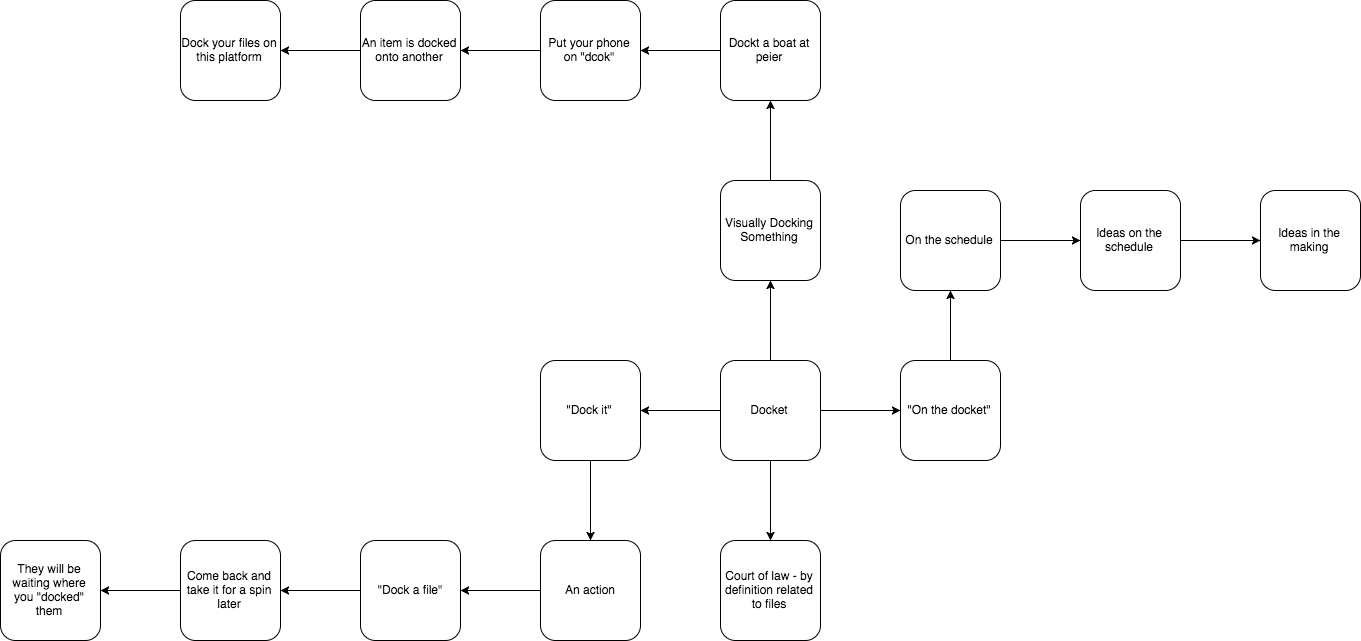 Dock your files on
this platform
An item is docked
onto another
Put your phone
on "dcok"
Dockt a boat at
peier
Visually Docking
Something
On the schedule
Ideas on the
schedule
Ideas in the
making
"Dock it"
Docket
"On the docket"
They will be
waiting where
you "docked"
them
Come back and
take it for a spin
later
"Dock a file"
An action
Court of law - by
definition related
to files